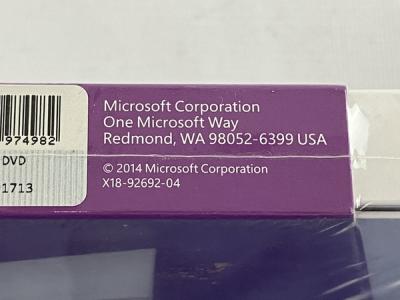 Microsoft Corporation
One Microsoft Way
Redmond, WA 98052-6399 USA
© 2014 Microsoft Corporation
X18-92692-04
974982
DVD
1713